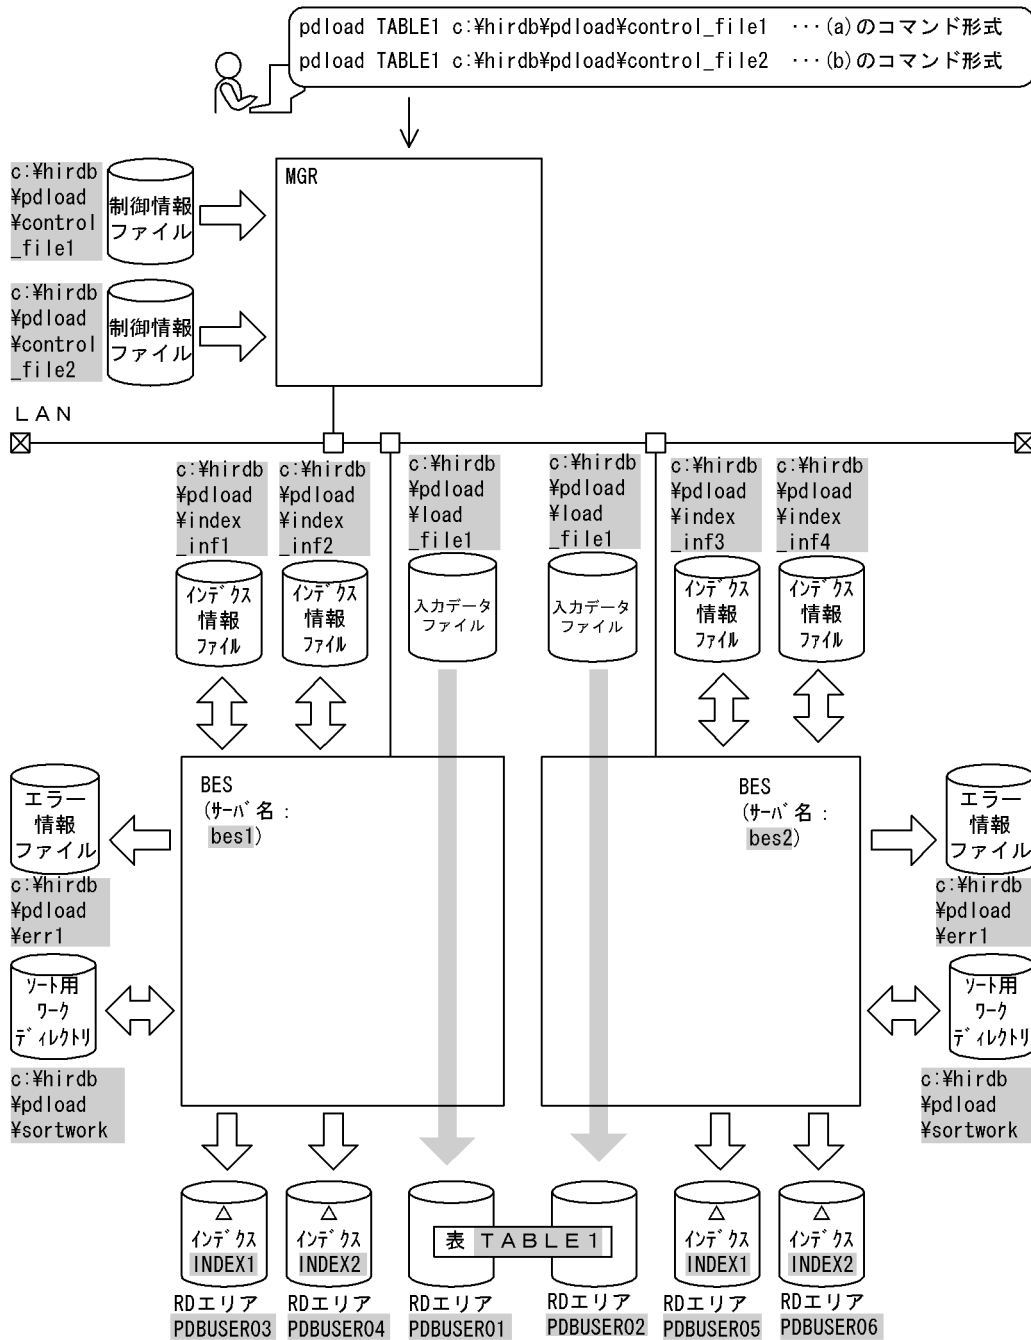 pdload TABLE1 c:¥hirdb¥pdload¥control_file1 ···(a)のコマンド形式
pdload TABLE1 c:¥hirdb¥pdload¥control_file2 ···(b)のコマンド形式
c:¥hirdb
¥pdload
¥control
_file1
制御情報
ファイル
MGR
c:¥hirdb
¥pdload
¥control
_file2
制御情報
ファイル
LAN
c:¥hirdb
¥pdload
¥index
_inf1
c:¥hirdb
¥pdload
¥index
_inf2
c:¥hirdb
¥pdload
¥load
_file1
c:¥hirdb
¥pdload
¥load
_file1
c:¥hirdb
¥pdload
¥index
_inf3
c:¥hirdb
¥pdload
¥index
_inf4
インデクス
情報
ファイル
インデクス
情報
ファイル
入力データ
ファイル
入力データ
ファイル
インデクス
情報
ファイル
インデクス
情報
ファイル
エラー
情報
ファイル
c:¥hirdb
¥pdload
¥err1
BES
(サーバ名:
bes1)
BES
(サーバ名:
bes2)
エラー
情報
ファイル
c:¥hirdb
¥pdload
¥err1
ソート用
ワーク
ディレクトリ
c:¥hirdb
¥pdload
¥sortwork
ソート用
ワーク
ディレクトリ
c:¥hirdb
¥pdload
¥sortwork
インデクス
INDEX1
インデクス
INDEX2
表 TABLE1
インデクス
INDEX1
インデクス
INDEX2
RDエリア
PDBUSER03
RDエリア
PDBUSER04
RDエリア
PDBUSER01
RDエリア
PDBUSER02
RDエリア
PDBUSER05
RDエリア
PDBUSER06